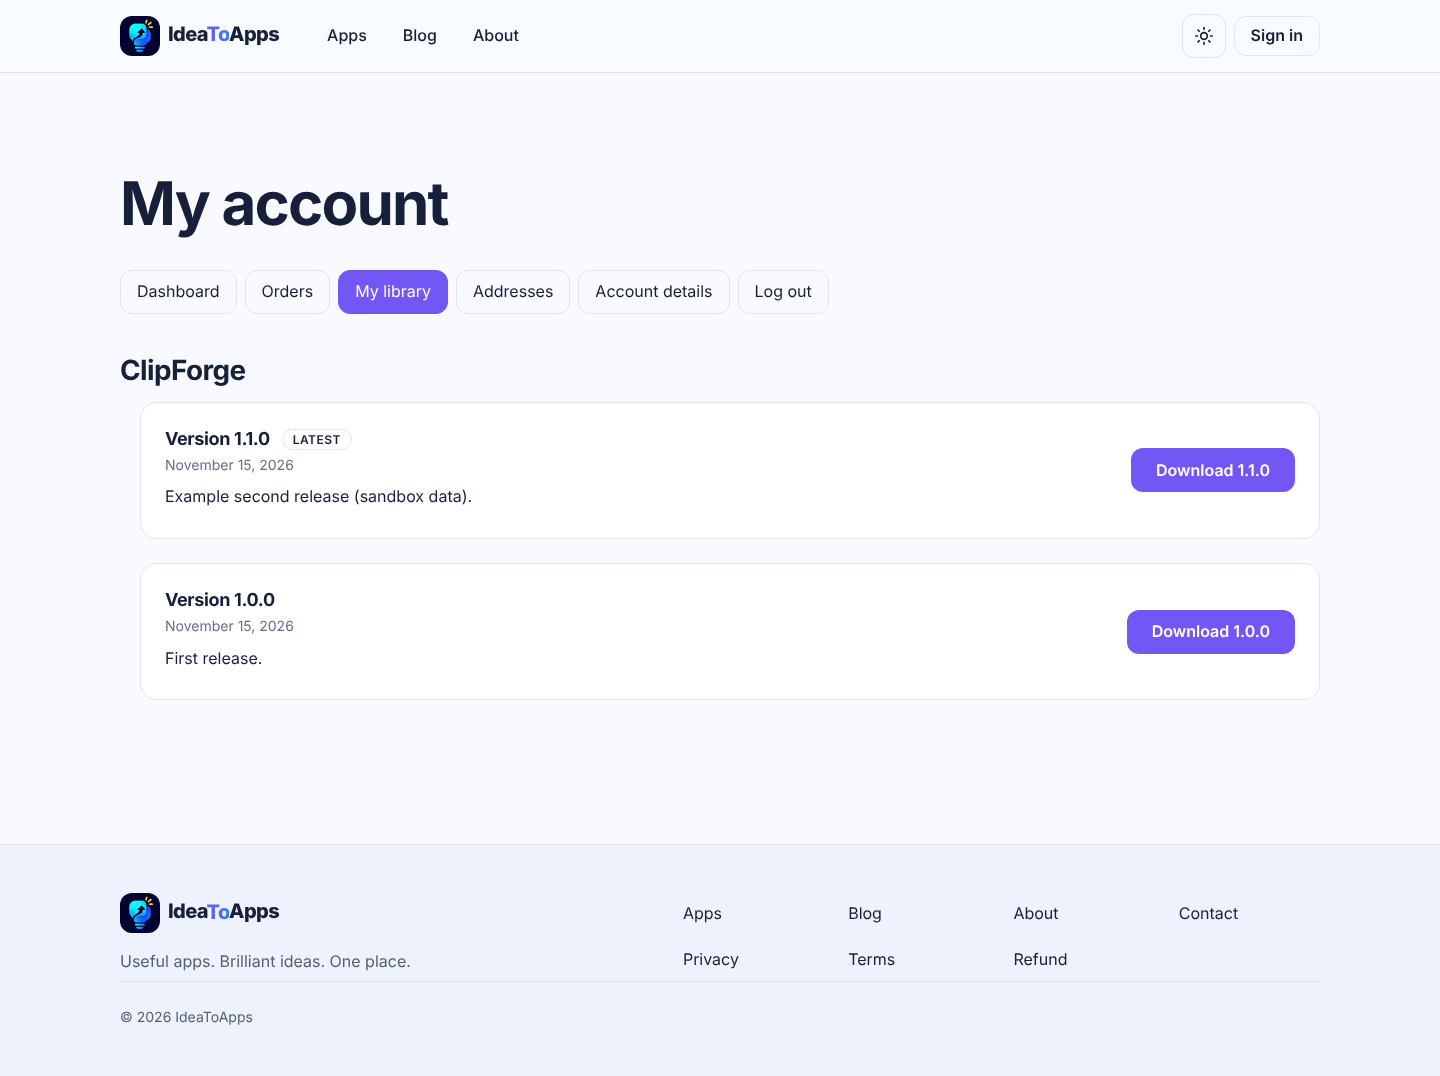 IdeaToApps Apps Blog About Sign in
My account
Dashboard Orders My library Addresses Account details Log out
ClipForge
Version 1.1.0 LATEST
November 15, 2026
Example second release (sandbox data).
Download 1.1.0
Version 1.0.0
November 15, 2026
First release.
Download 1.0.0
IdeaToApps
Useful apps. Brilliant ideas. One place.
Apps Blog About Contact
Privacy Terms Refund
© 2026 IdeaToApps